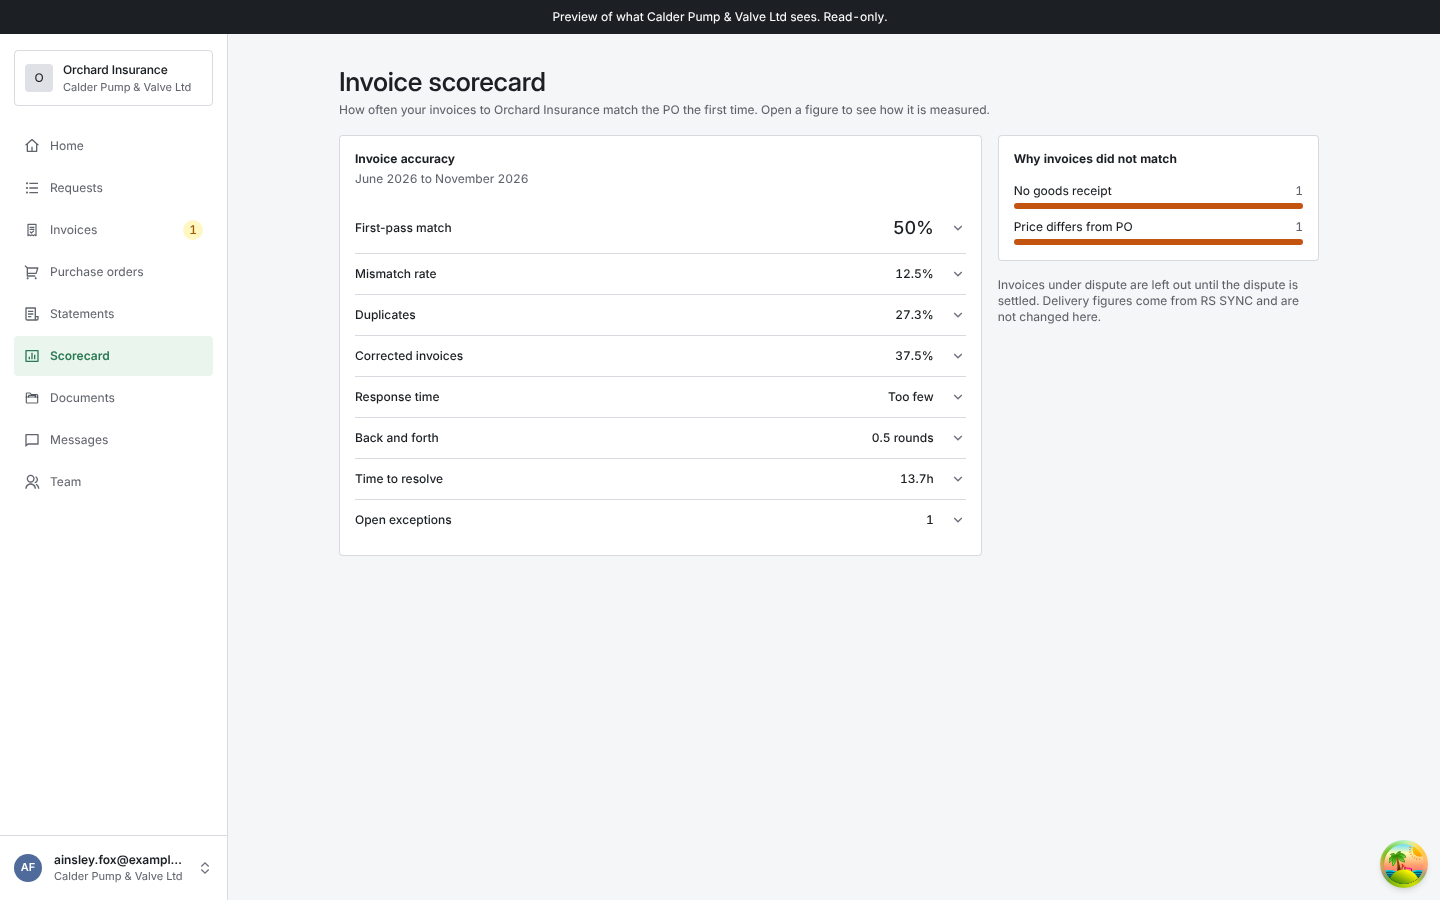 Preview of what Calder Pump & Valve Ltd sees. Read-only.
O
Orchard Insurance
Calder Pump & Valve Ltd
Home
Requests
Invoices 1
Purchase orders
Statements
Scorecard
Documents
Messages
Team
AF
ainsley.fox@exampl...
Calder Pump & Valve Ltd
Invoice scorecard
How often your invoices to Orchard Insurance match the PO the first time. Open a figure to see how it is measured.
Invoice accuracy
June 2026 to November 2026
First-pass match 50%
Mismatch rate 12.5%
Duplicates 27.3%
Corrected invoices 37.5%
Response time Too few
Back and forth 0.5 rounds
Time to resolve 13.7h
Open exceptions 1
Why invoices did not match
No goods receipt 1
Price differs from PO 1
Invoices under dispute are left out until the dispute is
settled. Delivery figures come from RS SYNC and are
not changed here.